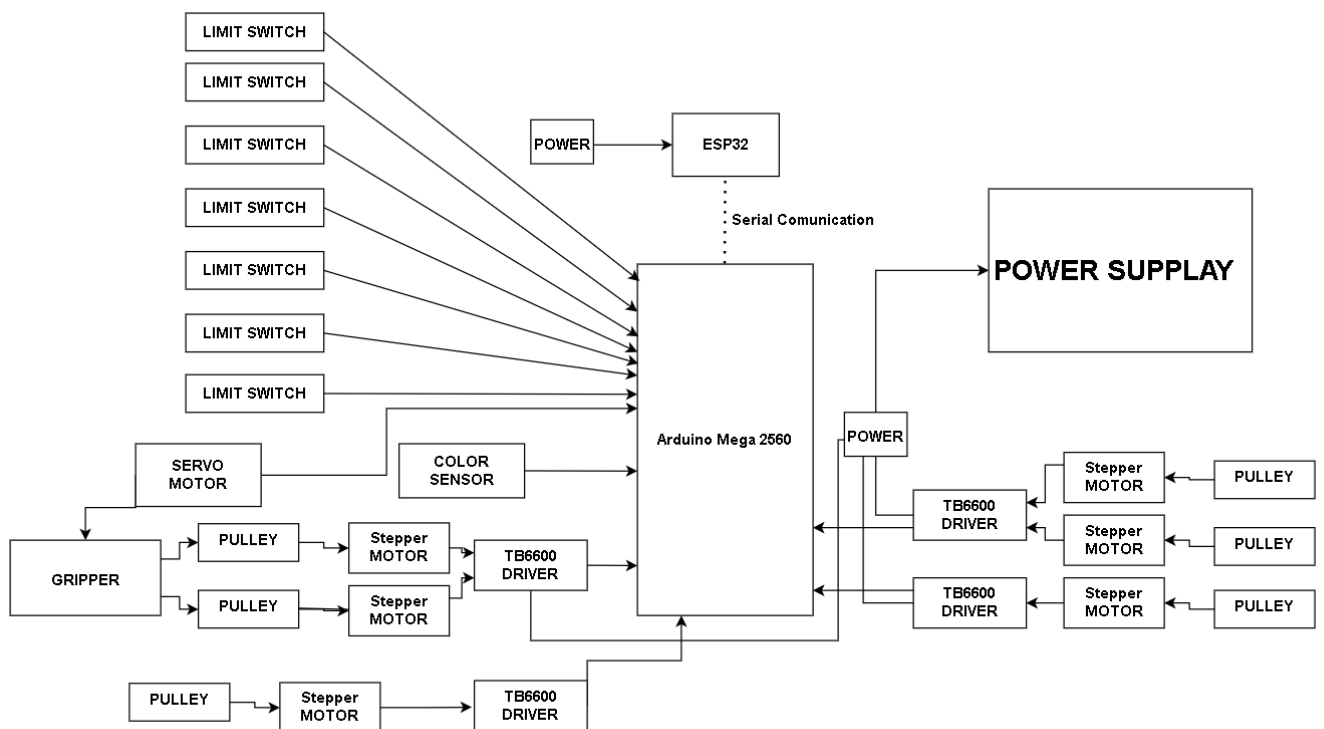 LIMIT SWITCH
LIMIT SWITCH
LIMIT SWITCH
LIMIT SWITCH
LIMIT SWITCH
LIMIT SWITCH
LIMIT SWITCH
POWER
ESP32
Serial Comunication
POWER SUPPLAY
Arduino Mega 2560
POWER
SERVO
MOTOR
COLOR
SENSOR
GRIPPER
PULLEY
PULLEY
Stepper
MOTOR
Stepper
MOTOR
TB6600
DRIVER
TB6600
DRIVER
Stepper
MOTOR
PULLEY
Stepper
MOTOR
PULLEY
TB6600
DRIVER
Stepper
MOTOR
PULLEY
PULLEY
Stepper
MOTOR
TB6600
DRIVER